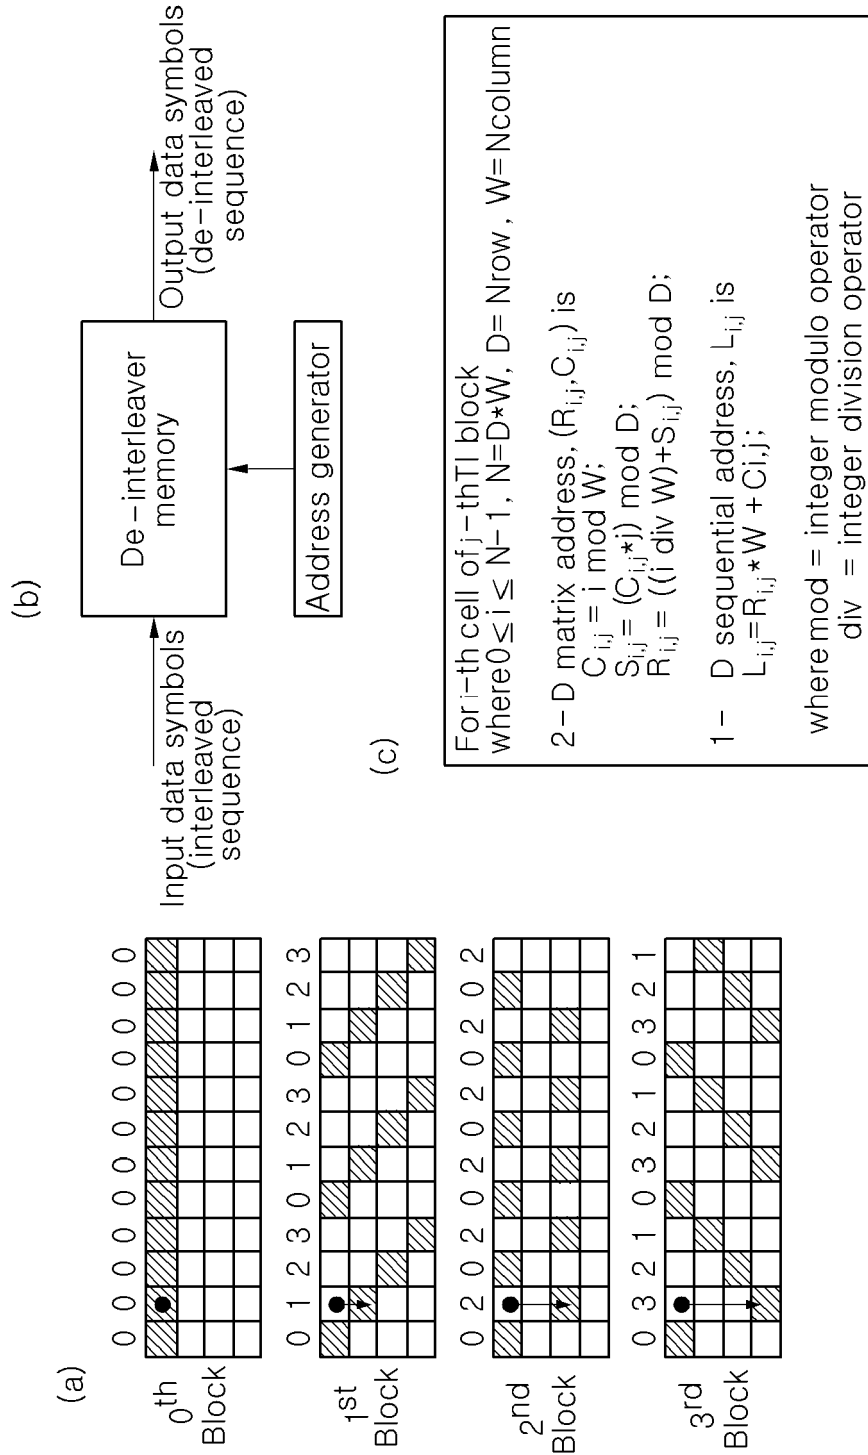 (a)
0 0 0 0 0 0 0 0 0 0 0 0
0th
Block
0 1 2 3 0 1 2 3 0 1 2 3
1st
Block
0 2 0 2 0 2 0 2 0 2 0 2
2nd
Block
0 3 2 1 0 3 2 1 0 3 2 1
3rd
Block
(b)
Input data symbols
(interleaved
sequence)
De-interleaver
memory
Output data symbols
(de-interleaved
sequence)
Address generator
(c)
For i-th cell of j-thTI block
where0≤ i ≤ N-1, N=D*W, D= Nrow, W= Ncolumn
2-D matrix address, (Ri,j,Ci,j) is
Ci,j= i mod W;
Si,j= (Ci,j*j) mod D;
Ri,j= ((i div W)+Si,j) mod D;
1- D sequential address, Li,j is
Li,j=Ri,j*W +Ci,j;
where mod = integer modulo operator
div = integer division operator